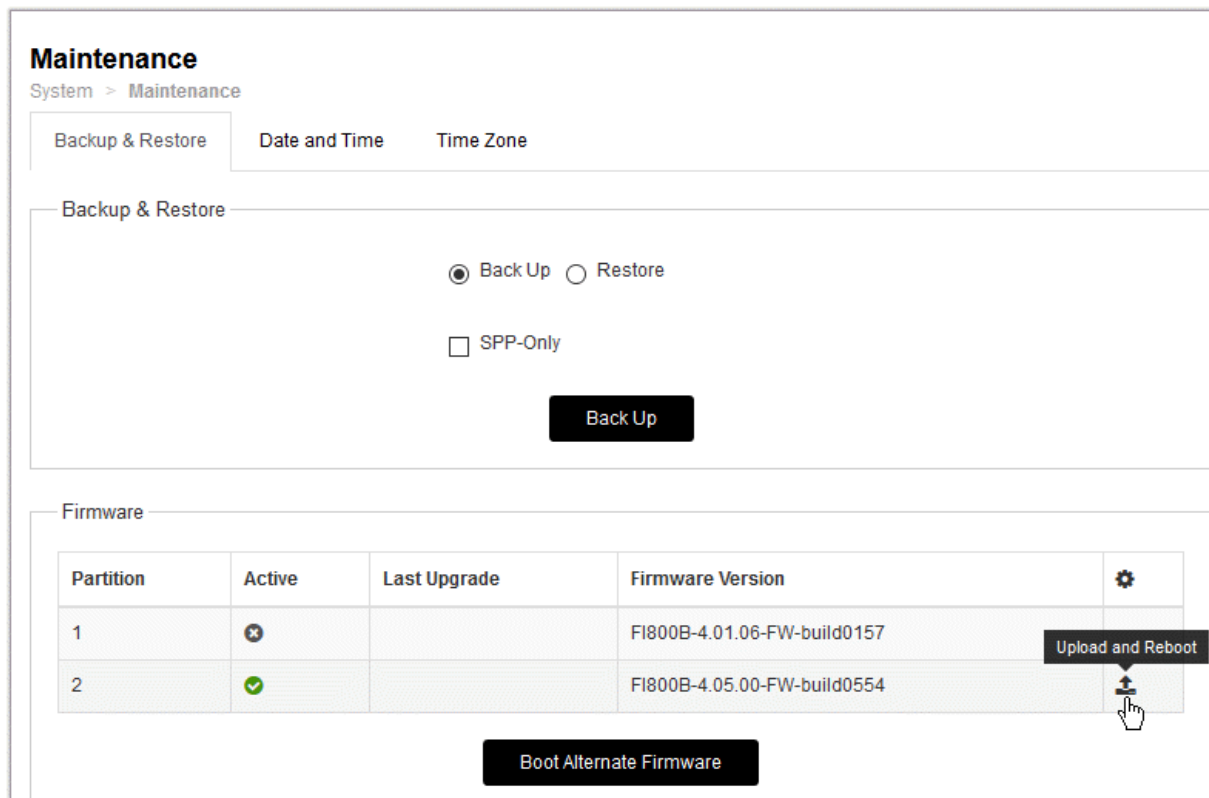 Maintenance
System > Maintenance
Backup & Restore Date and Time Time Zone
Backup & Restore
Back Up Restore
SPP-Only
Back Up
Firmware
Partition Active Last Upgrade Firmware Version
1 FI800B-4.01.06-FW-build0157
Upload and Reboot
2 FI800B-4.05.00-FW-build0554
Boot Alternate Firmware